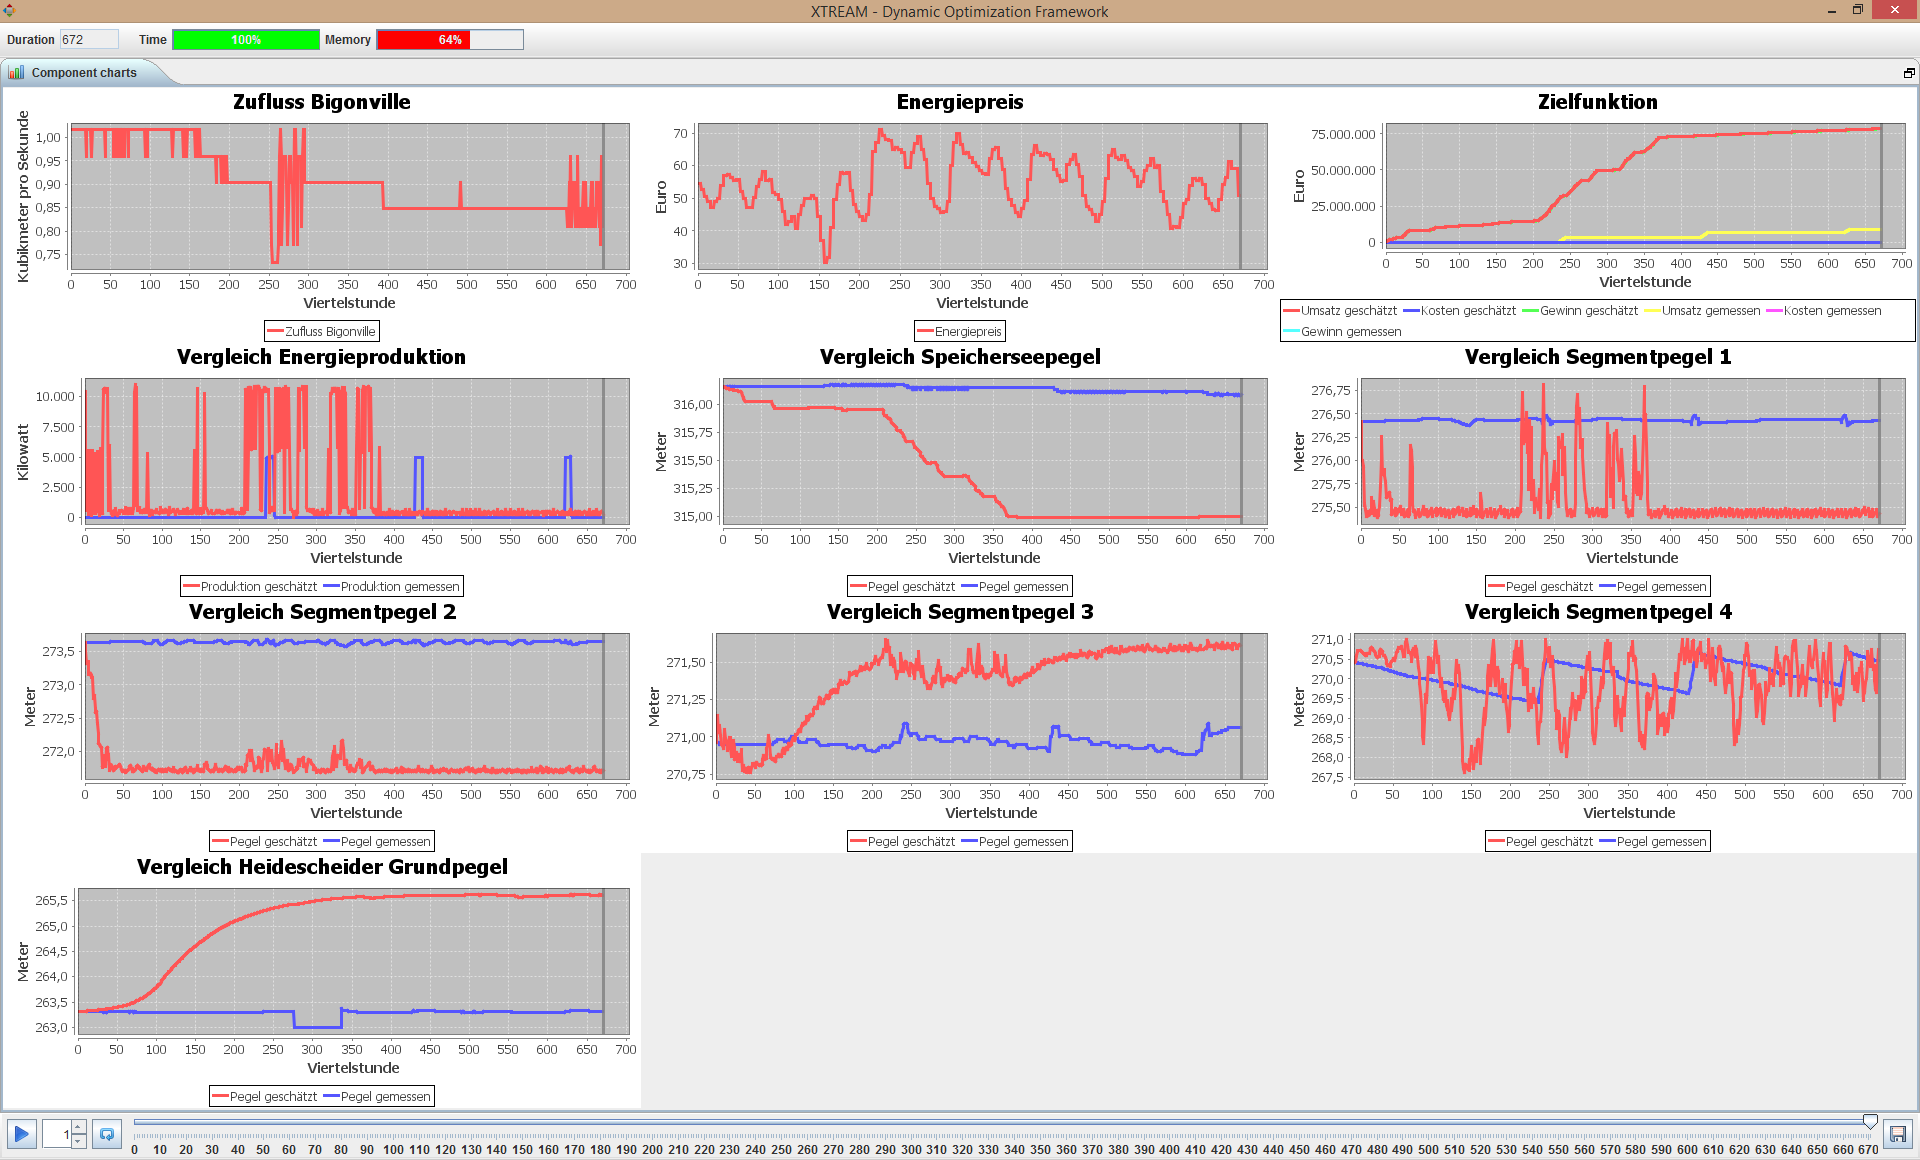 XTREAM - Dynamic Optimization Framework
Duration 672 Time 100% Memory 64%
Component charts
Zufluss Bigonville
Kubikmeter pro Sekunde
1,00
0,95
0,90
0,85
0,80
0,75
0 50 100 150 200 250 300 350 400 450 500 550 600 650 700
Viertelstunde
Zufluss Bigonville
Energiepreis
Euro
70
60
50
40
30
0 50 100 150 200 250 300 350 400 450 500 550 600 650 700
Viertelstunde
Energiepreis
Zielfunktion
Euro
75.000.000
50.000.000
25.000.000
0
0 50 100 150 200 250 300 350 400 450 500 550 600 650 700
Viertelstunde
Umsatz geschätzt Kosten geschätzt Gewinn geschätzt Umsatz gemessen Kosten gemessen
Gewinn gemessen
Vergleich Energieproduktion
Kilowatt
10.000
7.500
5.000
2.500
0
0 50 100 150 200 250 300 350 400 450 500 550 600 650 700
Viertelstunde
Produktion geschätzt Produktion gemessen
Vergleich Speicherseepegel
Meter
316,00
315,75
315,50
315,25
315,00
0 50 100 150 200 250 300 350 400 450 500 550 600 650 700
Viertelstunde
Pegel geschätzt Pegel gemessen
Vergleich Segmentpegel 1
Meter
276,75
276,50
276,25
276,00
275,75
275,50
0 50 100 150 200 250 300 350 400 450 500 550 600 650 700
Viertelstunde
Pegel geschätzt Pegel gemessen
Vergleich Segmentpegel 2
Meter
273,5
273,0
272,5
272,0
0 50 100 150 200 250 300 350 400 450 500 550 600 650 700
Viertelstunde
Pegel geschätzt Pegel gemessen
Vergleich Segmentpegel 3
Meter
271,50
271,25
271,00
270,75
0 50 100 150 200 250 300 350 400 450 500 550 600 650 700
Viertelstunde
Pegel geschätzt Pegel gemessen
Vergleich Segmentpegel 4
Meter
271,0
270,5
270,0
269,5
269,0
268,5
268,0
267,5
0 50 100 150 200 250 300 350 400 450 500 550 600 650 700
Viertelstunde
Pegel geschätzt Pegel gemessen
Vergleich Heidescheider Grundpegel
Meter
265,5
265,0
264,5
264,0
263,5
263,0
0 50 100 150 200 250 300 350 400 450 500 550 600 650 700
Viertelstunde
Pegel geschätzt Pegel gemessen
1
0 10 20 30 40 50 60 70 80 90 100 110 120 130 140 150 160 170 180 190 200 210 220 230 240 250 260 270 280 290 300 310 320 330 340 350 360 370 380 390 400 410 420 430 440 450 460 470 480 490 500 510 520 530 540 550 560 570 580 590 600 610 620 630 640 650 660 670